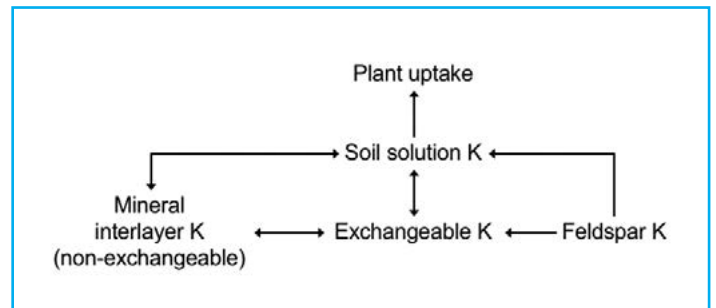 Plant uptake
Soil solution K
Mineral
interlayer K
(non-exchangeable)
Exchangeable K
Feldspar K